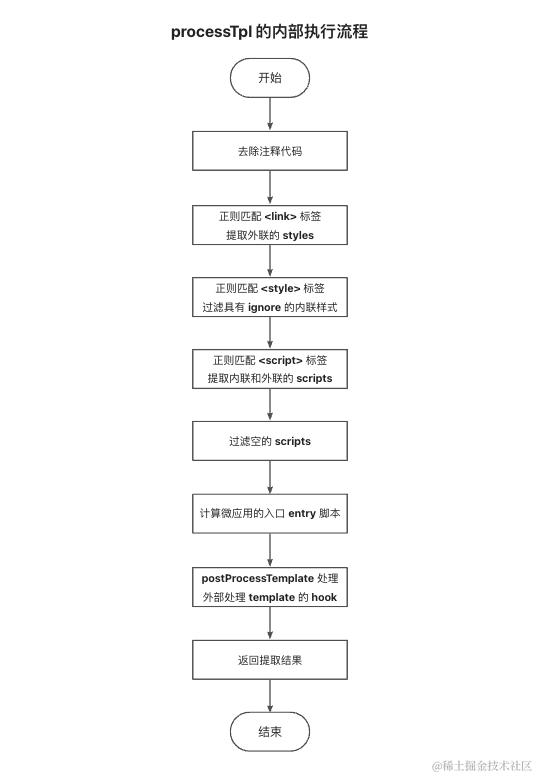 processTpl 的内部执行流程
开始
去除注释代码
正则匹配 <link> 标签
提取外联的 styles
正则匹配 <style> 标签
过滤具有 ignore 的内联样式
正则匹配 <script> 标签
提取内联和外联的 scripts
过滤空的 scripts
计算微应用的入口 entry 脚本
postProcessTemplate 处理
外部处理 template 的 hook
返回提取结果
结束
@稀土掘金技术社区